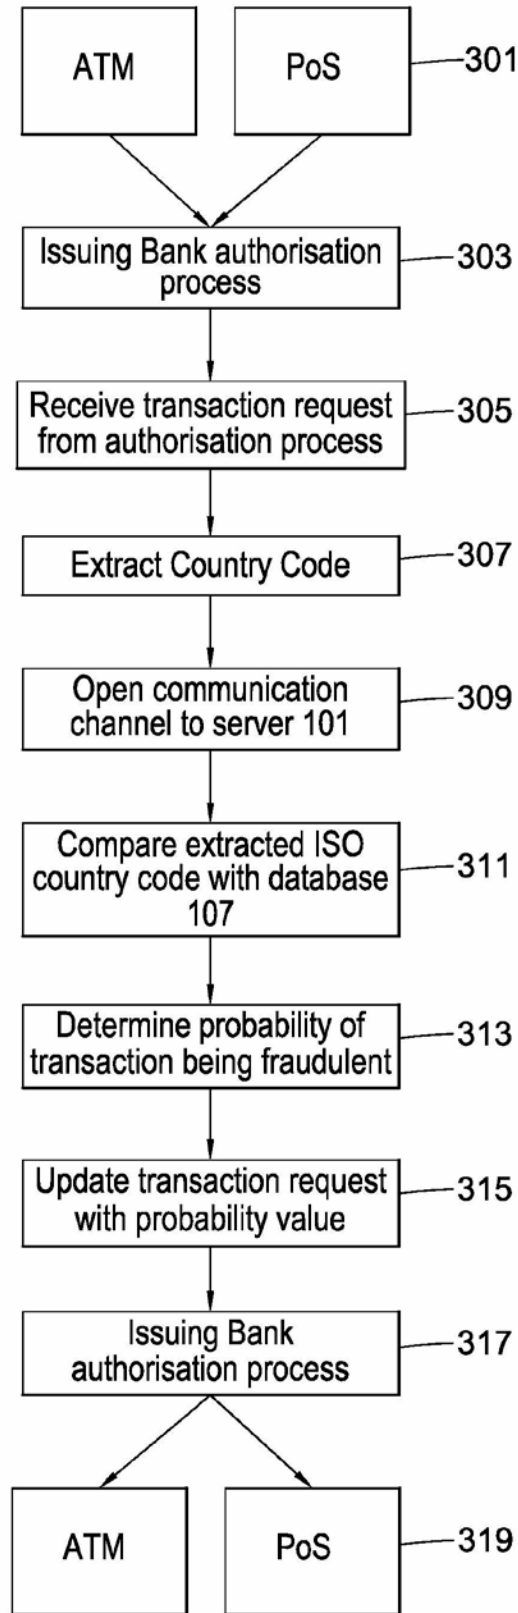 ATM
PoS
301
Issuing Bank authorisation
process
303
Receive transaction request
from authorisation process
305
Extract Country Code
307
Open communication
channel to server 101
309
Compare extracted ISO
country code with database
107
311
Determine probability of
transaction being fraudulent
313
Update transaction request
with probability value
315
Issuing Bank
authorisation process
317
ATM
PoS
319